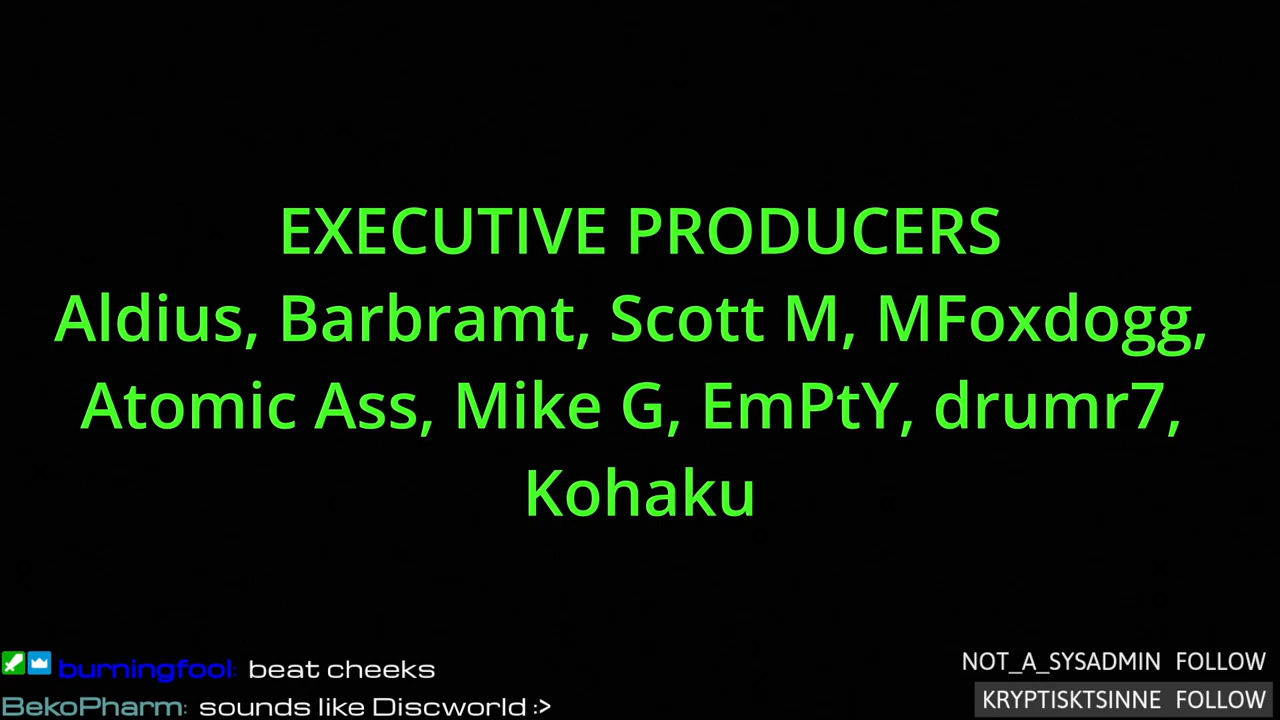 EXECUTIVE PRODUCERS
Aldius, Barbramt, Scott M, MFoxdogg,
Atomic Ass, Mike G, EmPtY, drumr7,
Kohaku
burningfool: beat cheeks
BekoPharm: sounds like Discworld :>
NOT_A_SYSADMIN FOLLOW
KRYPTISKTSINNE FOLLOW